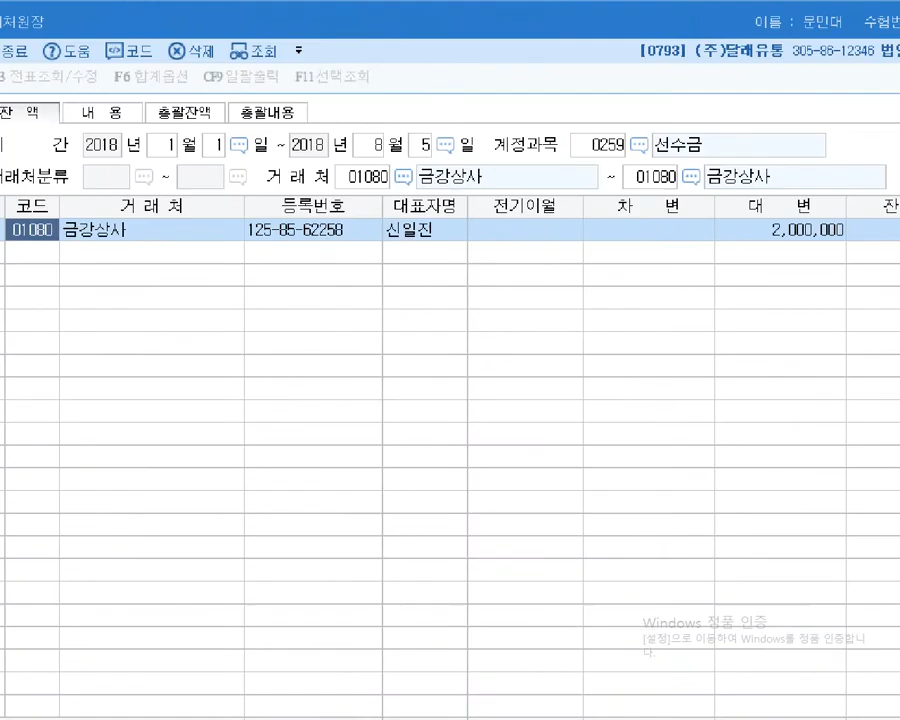 처원장 이름 : 문민대 수험번
종료 도움 코드 삭제 조회 [0793] (주)달래유통 305-86-12346 법인
3 전표조회/수정 F6 합계옵션 CF9 일괄출력 F11 선택조회
잔 액 내 용 총괄잔액 총괄내용
간 2018 년 1 월 1 일 ~ 2018 년 8 월 5 일 계정과목 0259 선수금
래처분류 ~ 거 래 처 01080 금강상사 ~ 01080 금강상사
코드 거 래 처 등록번호 대표자명 전기이월 차 변 대 변 잔
01080 금강상사 125-85-62258 신일진 2,000,000
Windows 정품 인증
[설정]으로 이동하여 Windows를 정품 인증합니
다.